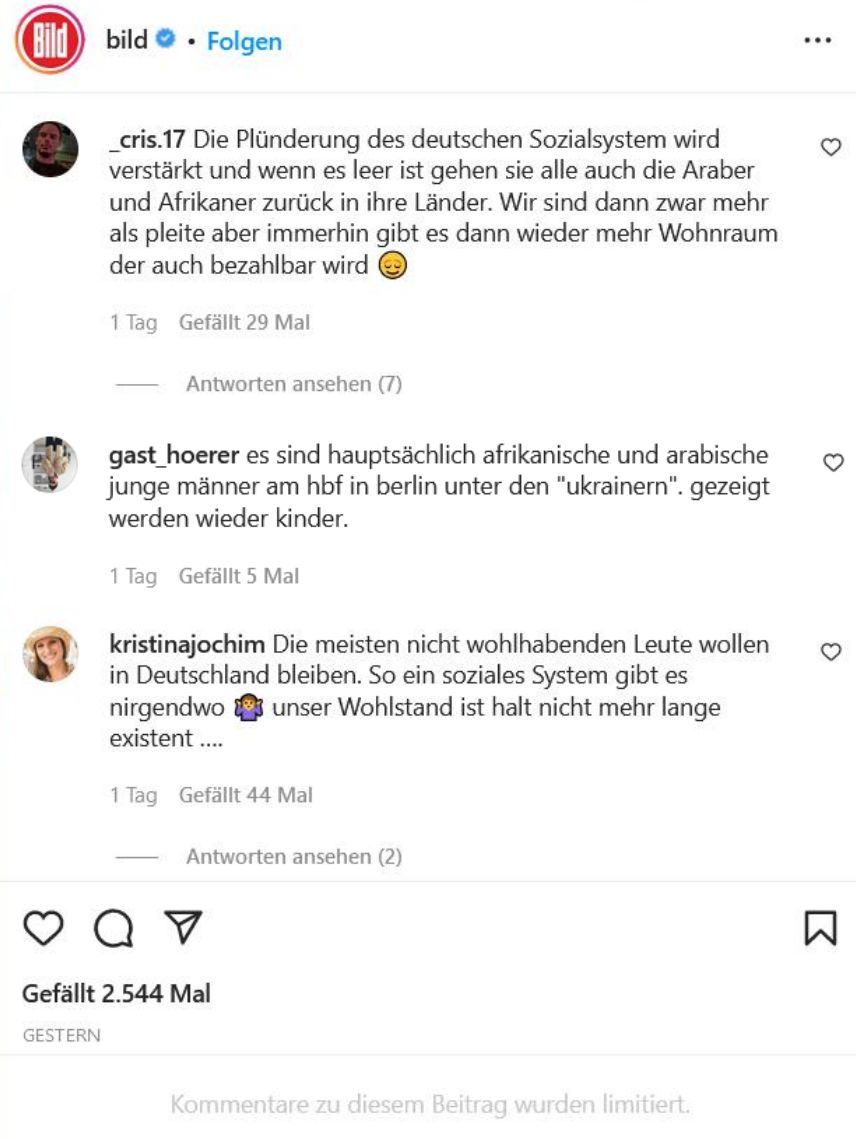 Bild
bild • Folgen
_cris.17 Die Plünderung des deutschen Sozialsystem wird
verstärkt und wenn es leer ist gehen sie alle auch die Araber
und Afrikaner zurück in ihre Länder. Wir sind dann zwar mehr
als pleite aber immerhin gibt es dann wieder mehr Wohnraum
der auch bezahlbar wird 😌
1 Tag Gefällt 29 Mal
Antworten ansehen (7)
gast_hoerer es sind hauptsächlich afrikanische und arabische
junge männer am hbf in berlin unter den "ukrainern". gezeigt
werden wieder kinder.
1 Tag Gefällt 5 Mal
kristinajochim Die meisten nicht wohlhabenden Leute wollen
in Deutschland bleiben. So ein soziales System gibt es
nirgendwo 🤷‍♀️ unser Wohlstand ist halt nicht mehr lange
existent ....
1 Tag Gefällt 44 Mal
Antworten ansehen (2)
Gefällt 2.544 Mal
GESTERN
Kommentare zu diesem Beitrag wurden limitiert.